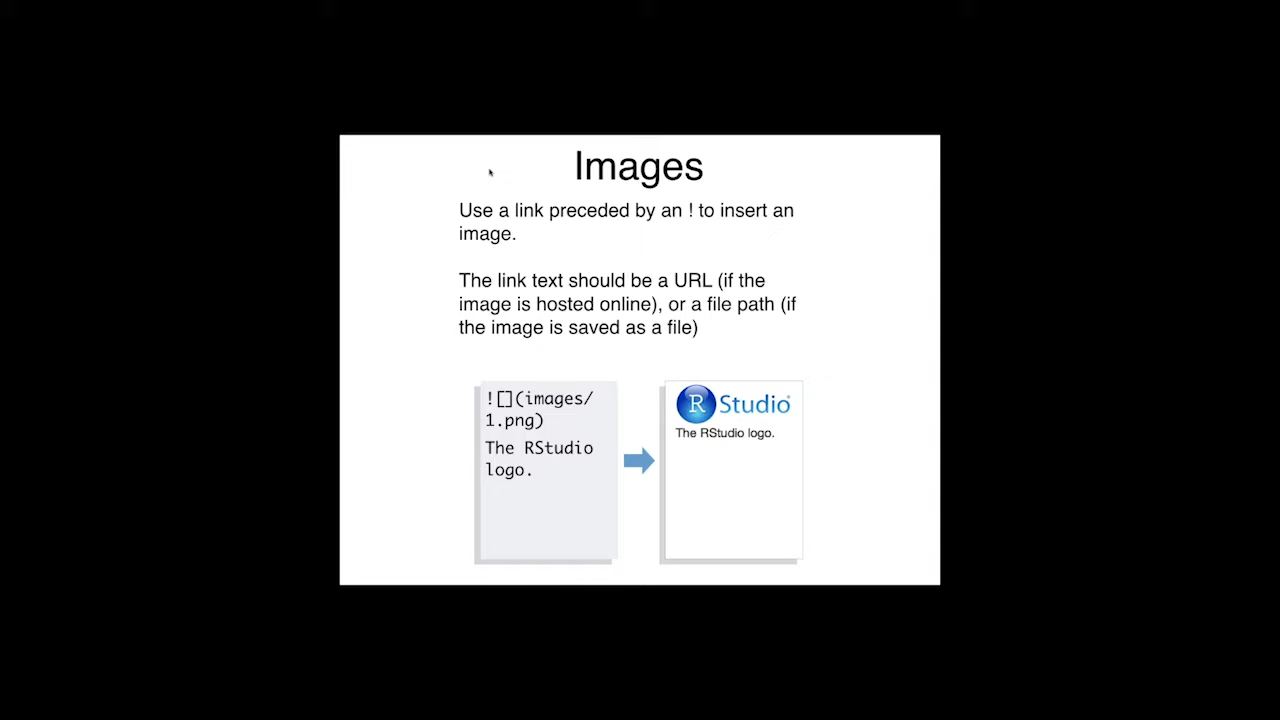 Images
Use a link preceded by an ! to insert an
image.
The link text should be a URL (if the
image is hosted online), or a file path (if
the image is saved as a file)
![](images/
1.png)
The RStudio
logo.
R Studio®
The RStudio logo.